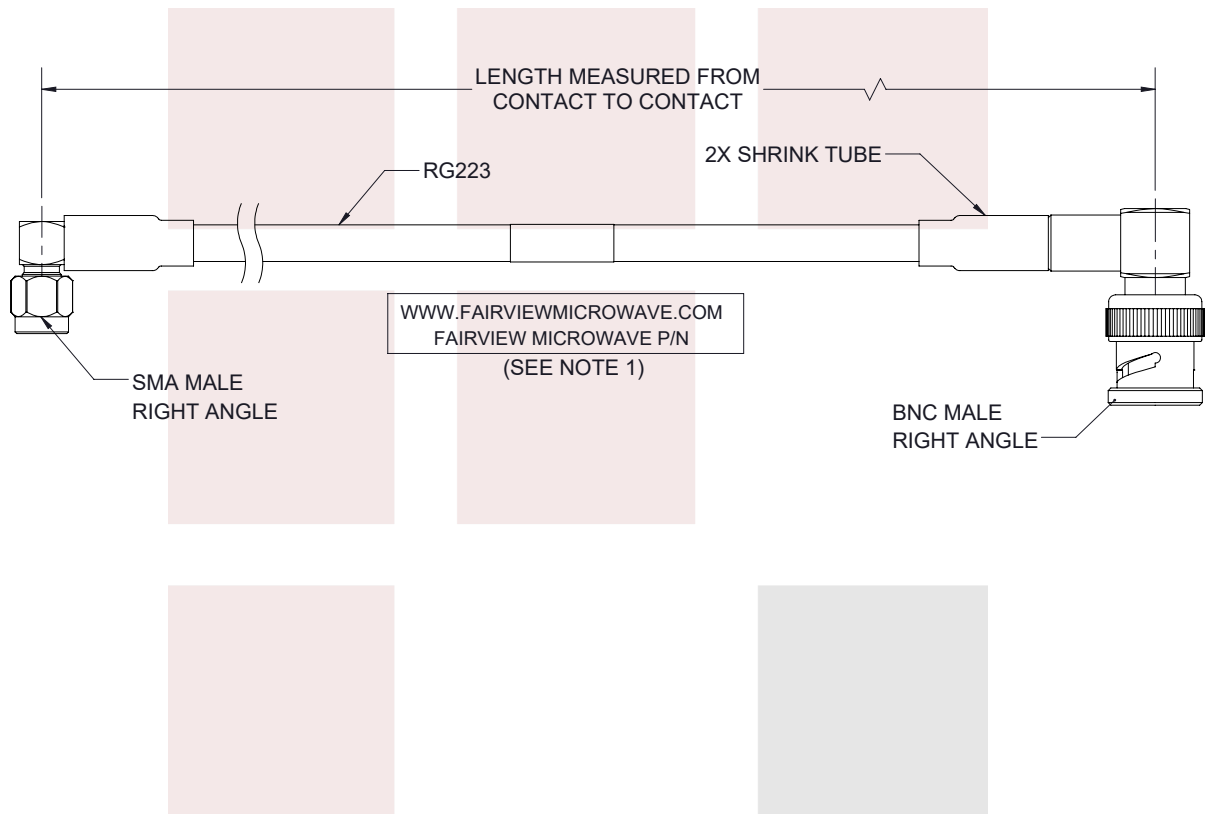 LENGTH MEASURED FROM
CONTACT TO CONTACT
2X SHRINK TUBE
RG223
WWW.FAIRVIEWMICROWAVE.COM
FAIRVIEW MICROWAVE P/N
(SEE NOTE 1)
SMA MALE
RIGHT ANGLE
BNC MALE
RIGHT ANGLE